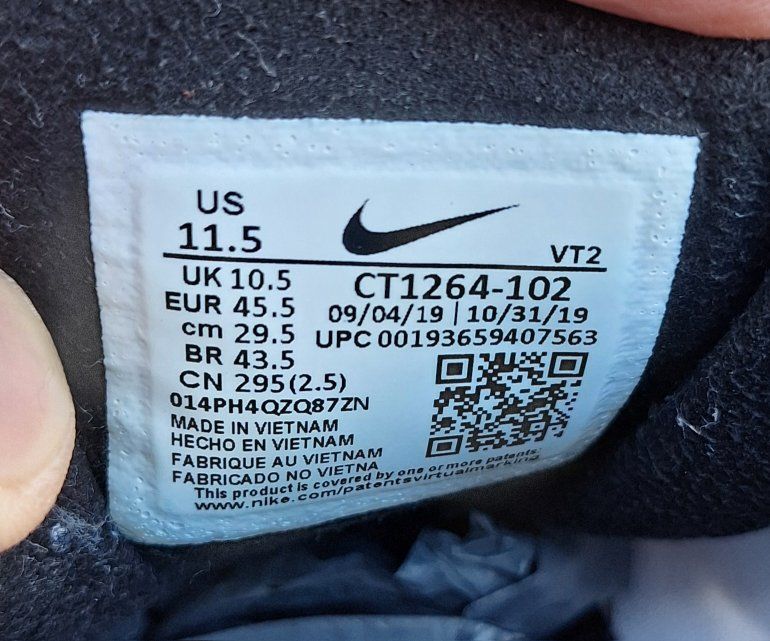 US
11.5
VT2
UK 10.5
CT1264-102
EUR 45.5
09/04/19 | 10/31/19
cm 29.5
UPC 00193659407563
BR 43.5
CN 295(2.5)
014PH4QZQ87ZN
MADE IN VIETNAM
HECHO EN VIETNAM
FABRIQUE AU VIETNAM
FABRICADO NO VIETNA
This product is covered by one or more patents.
www.nike.com/patentsvirtualmarking